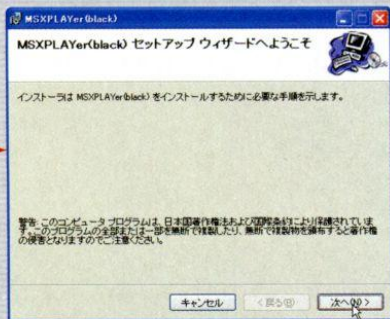 MSXPLAYer(black)
MSXPLAYer(black) セットアップ ウィザードへようこそ
インストーラは MSXPLAYer(black) をインストールするために必要な手順を示します。
警告: このコンピュータ プログラムは、日本国著作権法および国際条約により保護されていま
す。このプログラムの全部または一部を無断で複製したり、無断で複製物を頒布すると著作権
の侵害となりますのでご注意ください。
キャンセル
< 戻る(B)
次へ(N) >